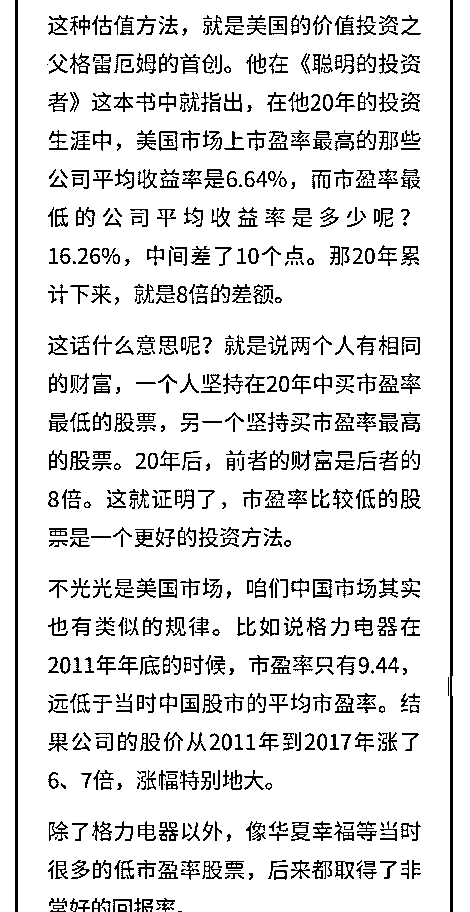 这种估值方法，就是美国的价值投资之
父格雷厄姆的首创。他在《聪明的投资
者》这本书中就指出，在他20年的投资
生涯中，美国市场上市盈率最高的那些
公司平均收益率是6.64%，而市盈率最
低的公司平均收益率是多少呢？
16.26%，中间差了10个点。那20年累
计下来，就是8倍的差额。
这话什么意思呢？就是说两个人有相同
的财富，一个人坚持在20年中买市盈率
最低的股票，另一个坚持买市盈率最高
的股票。20年后，前者的财富是后者的
8倍。这就证明了，市盈率比较低的股
票是一个更好的投资方法。
不光光是美国市场，咱们中国市场其实
也有类似的规律。比如说格力电器在
2011年年底的时候，市盈率只有9.44，
远低于当时中国股市的平均市盈率。结
果公司的股价从2011年到2017年涨了
6、7倍，涨幅特别地大。
除了格力电器以外，像华夏幸福等当时
很多的低市盈率股票，后来都取得了非
常好的回报率。